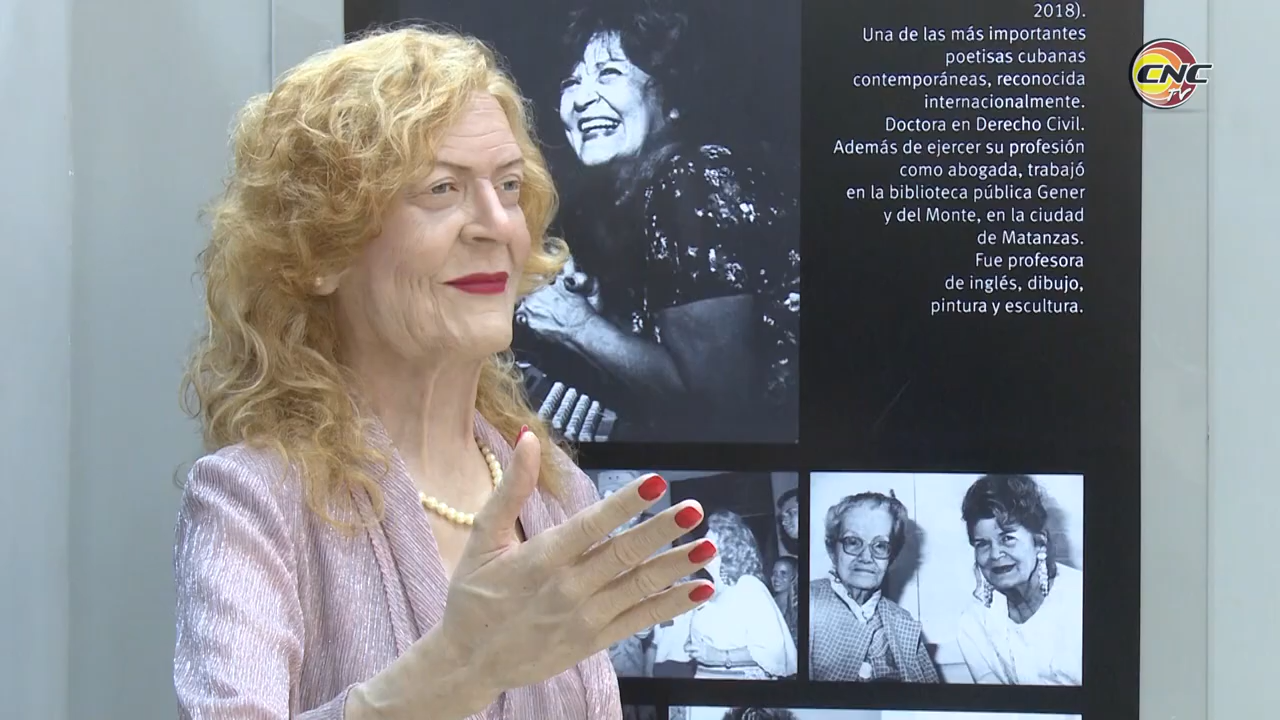 2018).
Una de las más importantes
poetisas cubanas
contemporáneas, reconocida
internacionalmente.
Doctora en Derecho Civil.
Además de ejercer su profesión
como abogada, trabajó
en la biblioteca pública Gener
y del Monte, en la ciudad
de Matanzas.
Fue profesora
de inglés, dibujo,
pintura y escultura.
CNC
TV